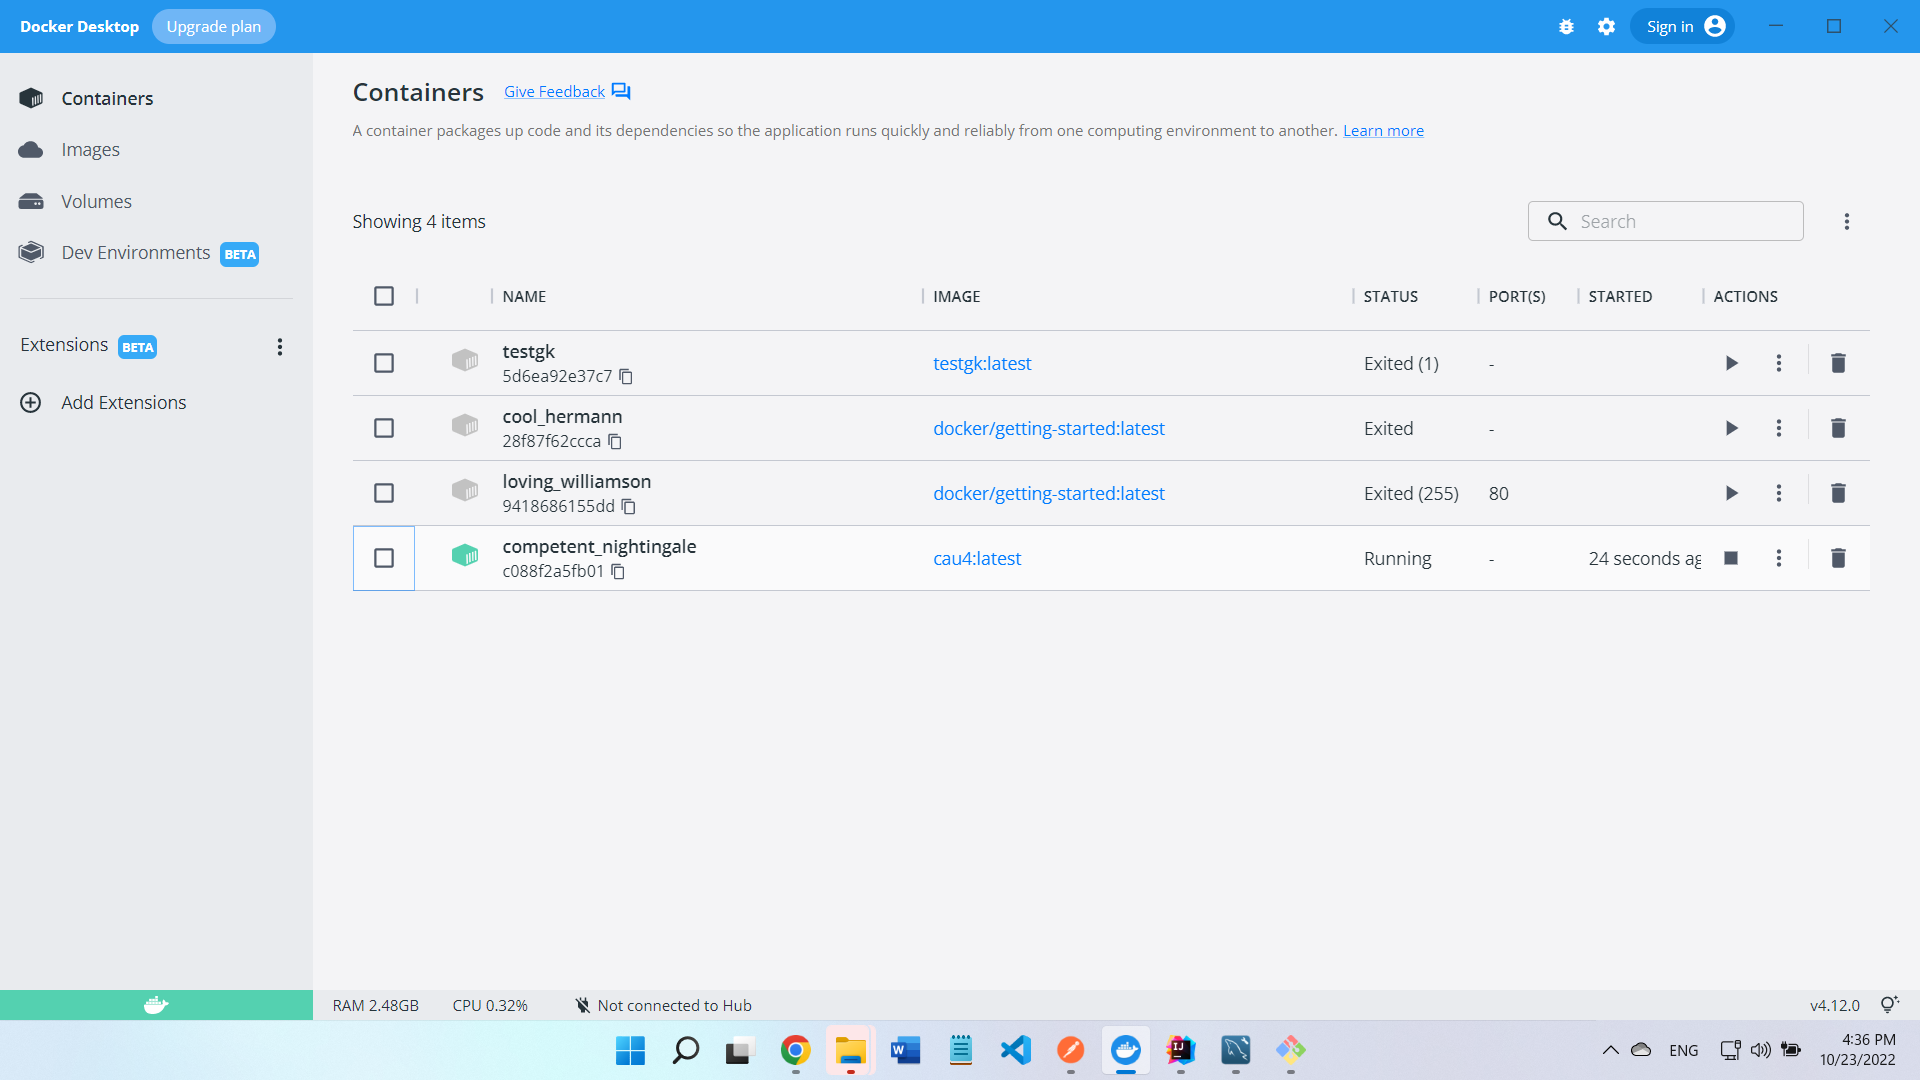 Docker Desktop Upgrade plan Sign in
Containers
Images
Volumes
Dev Environments BETA
Extensions BETA
Add Extensions
Containers Give Feedback
A container packages up code and its dependencies so the application runs quickly and reliably from one computing environment to another. Learn more
Showing 4 items Search
NAME IMAGE STATUS PORT(S) STARTED ACTIONS
testgk
5d6ea92e37c7 testgk:latest Exited (1) -
cool_hermann
28f87f62ccca docker/getting-started:latest Exited -
loving_williamson
9418686155dd docker/getting-started:latest Exited (255) 80
competent_nightingale
c088f2a5fb01 cau4:latest Running - 24 seconds ag
RAM 2.48GB CPU 0.32% Not connected to Hub v4.12.0
ENG 4:36 PM
10/23/2022